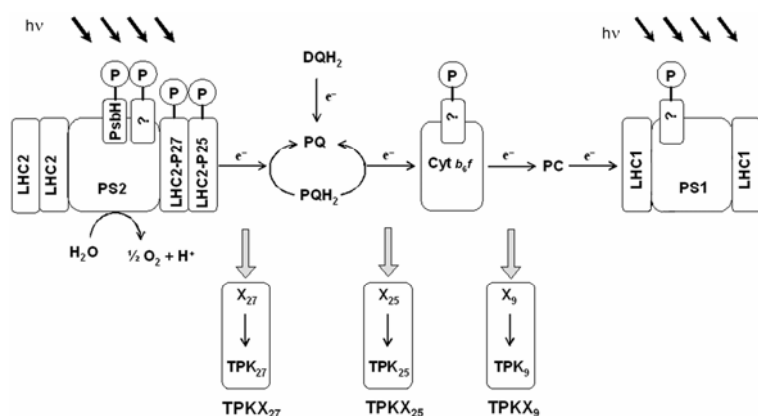 hν
hν
P
P
P
P
P
P
DQH₂
PsbH
?
?
?
e⁻
LHC2
LHC2
PS2
LHC2-P27
LHC2-P25
e⁻
PQ
PQH₂
e⁻
Cyt b₆f
e⁻
PC
e⁻
LHC1
PS1
LHC1
H₂O
½ O₂ + H⁺
X₂₇
X₂₅
X₉
TPK₂₇
TPK₂₅
TPK₉
TPKX₂₇
TPKX₂₅
TPKX₉